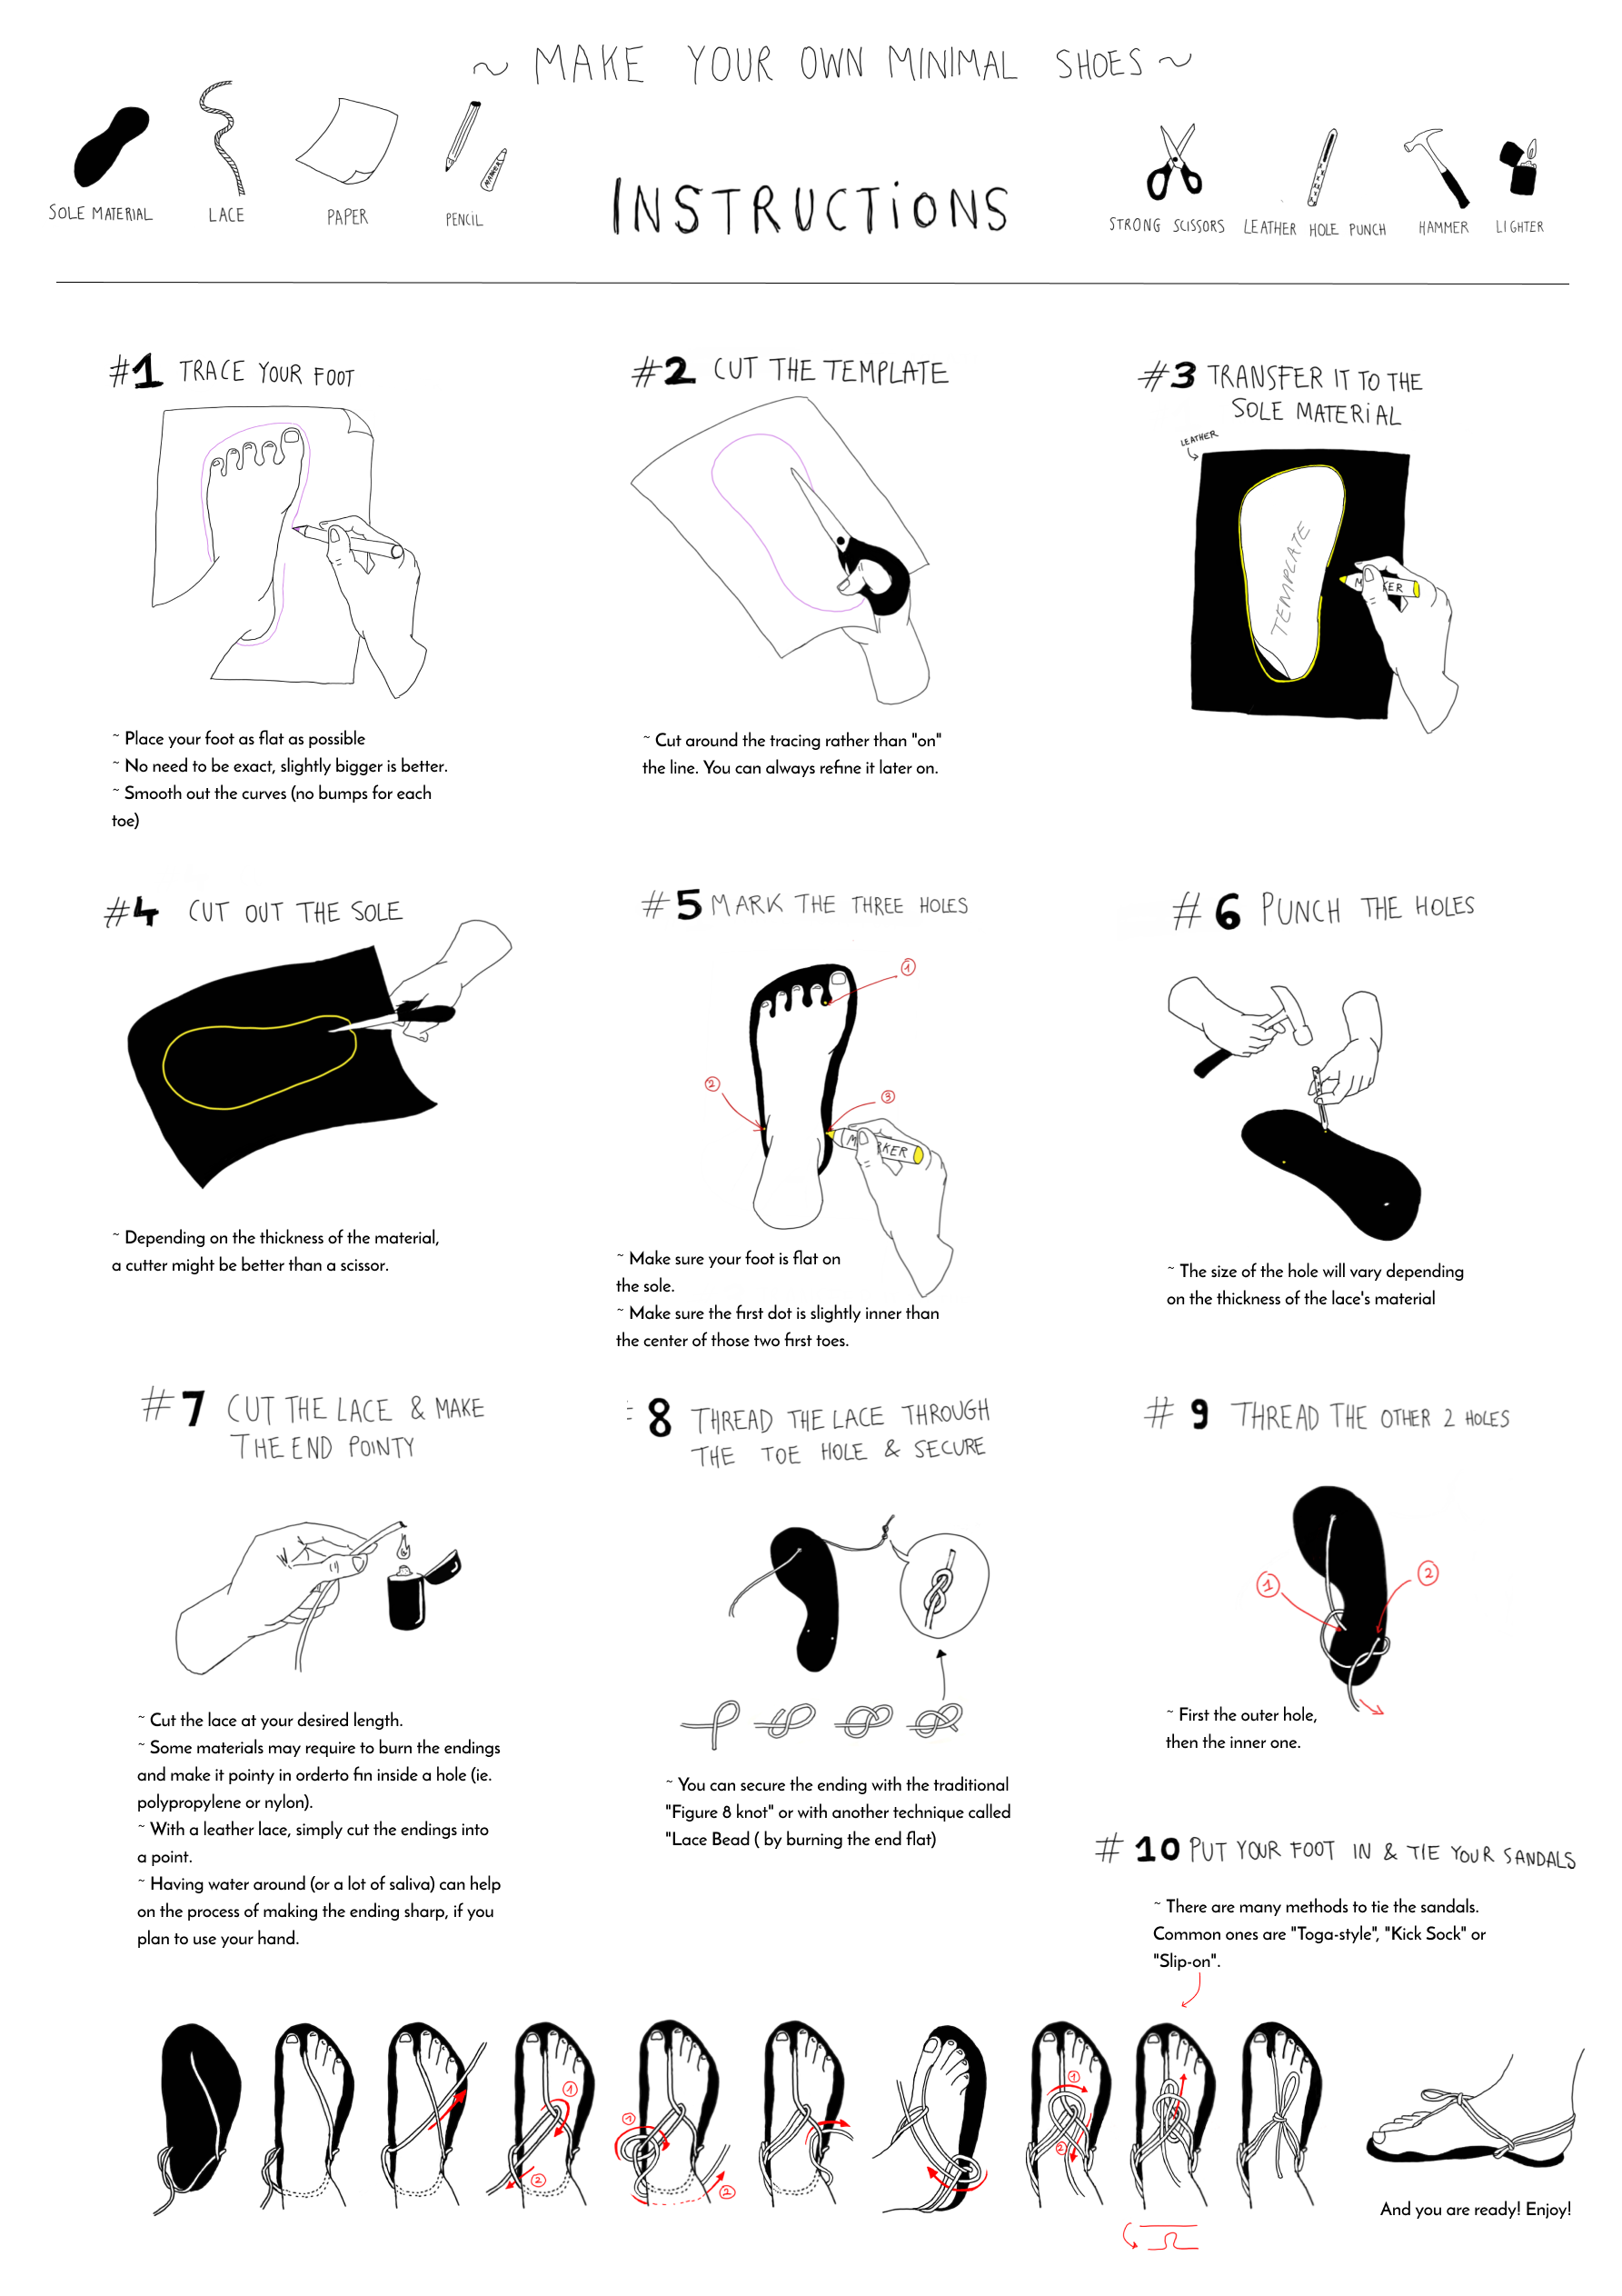 ~ MAKE YOUR OWN MINIMAL SHOES ~
INSTRUCTiONS
SOLE MATERIAL
LACE
PAPER
PENCIL
MARKER
STRONG SCISSORS
LEATHER HOLE PUNCH
HAMMER
LIGHTER
#1 TRACE YOUR FOOT
~ Place your foot as flat as possible
~ No need to be exact, slightly bigger is better.
~ Smooth out the curves (no bumps for each
toe)
#2 CUT THE TEMPLATE
~ Cut around the tracing rather than "on"
the line. You can always refine it later on.
#3 TRANSFER IT TO THE
SOLE MATERiAL
LEATHER
TEMPLATE
M KER
#4 CUT OUT THE SOLE
~ Depending on the thickness of the material,
a cutter might be better than a scissor.
#5 MARK THE THREE HOLES
1
2
3
M RKER
~ Make sure your foot is flat on
the sole.
~ Make sure the first dot is slightly inner than
the center of those two first toes.
#6 PUNCH THE HOLES
~ The size of the hole will vary depending
on the thickness of the lace's material
#7 CUT THE LACE & MAKE
THE END POINTY
~ Cut the lace at your desired length.
~ Some materials may require to burn the endings
and make it pointy in orderto fin inside a hole (ie.
polypropylene or nylon).
~ With a leather lace, simply cut the endings into
a point.
~ Having water around (or a lot of saliva) can help
on the process of making the ending sharp, if you
plan to use your hand.
8 THREAD THE LACE THROUGH
THE TOE HOLE & SECURE
~ You can secure the ending with the traditional
"Figure 8 knot" or with another technique called
"Lace Bead ( by burning the end flat)
#9 THREAD THE OTHER 2 HOLES
1
2
~ First the outer hole,
then the inner one.
#10 PUT YOUR FOOT IN & TIE YOUR SANDALS
~ There are many methods to tie the sandals.
Common ones are "Toga-style", "Kick Sock" or
"Slip-on".
1
2
1
2
1
2
And you are ready! Enjoy!